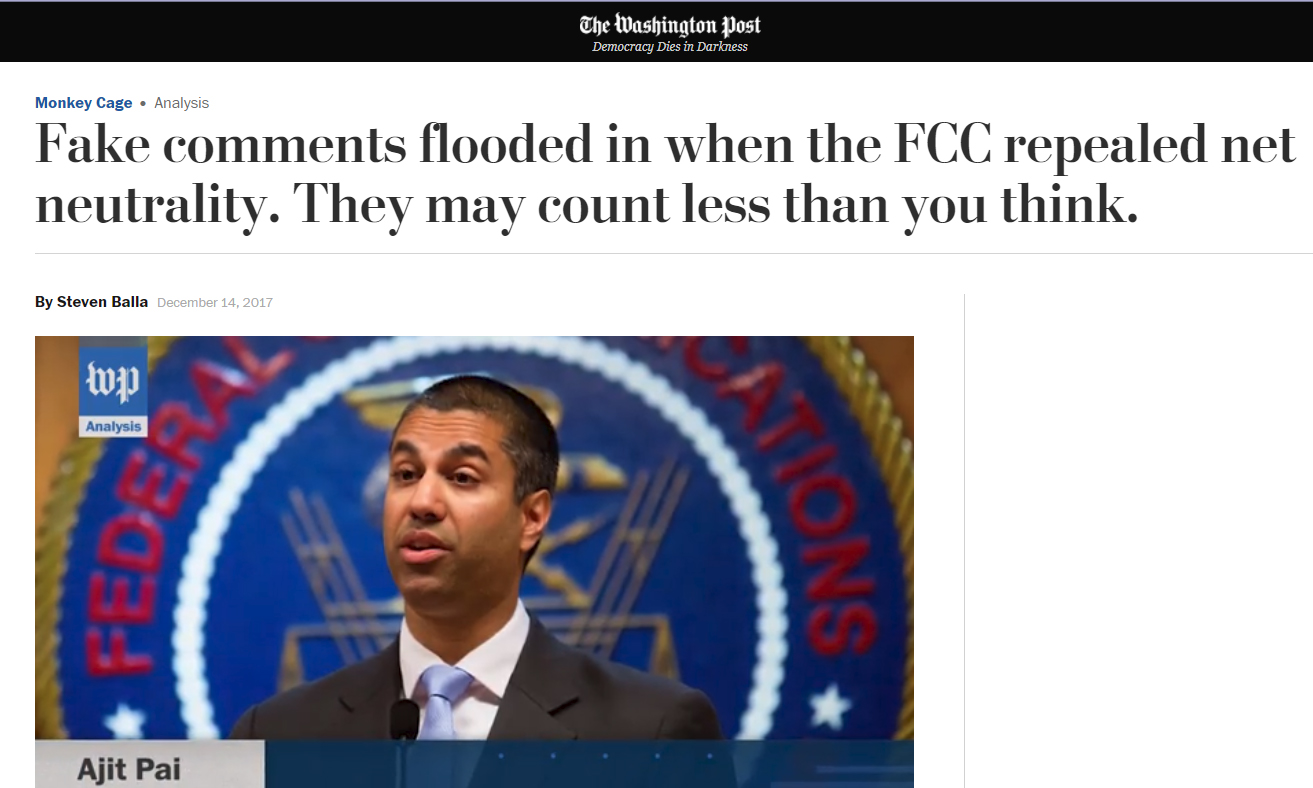 The Washington Post
Democracy Dies in Darkness
Monkey Cage • Analysis
Fake comments flooded in when the FCC repealed net
neutrality. They may count less than you think.
By Steven Balla December 14, 2017
wp
Analysis
FEDERAL C
ICATIONS
Ajit Pai